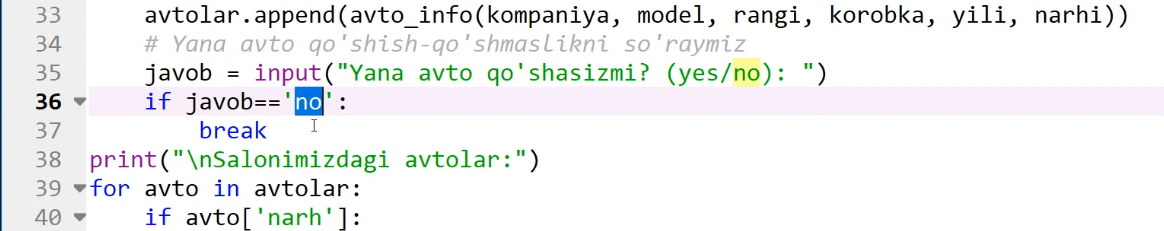 33 avtolar.append(avto_info(kompaniya, model, rangi, korobka, yili, narhi))
34 # Yana avto qo'shish-qo'shmaslikni so'raymiz
35 javob = input("Yana avto qo'shasizmi? (yes/no): ")
36 if javob=='no':
37 break
38 print("\nSalonimizdagi avtolar:")
39 for avto in avtolar:
40 if avto['narh']: